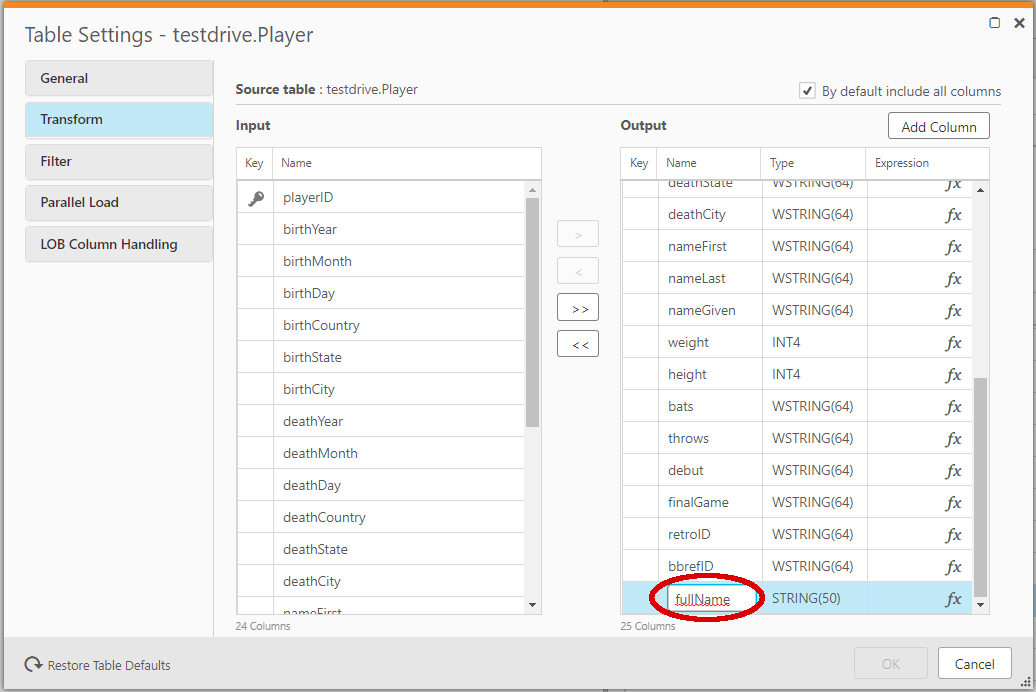 Table Settings - testdrive.Player
General
Transform
Filter
Parallel Load
LOB Column Handling
Source table : testdrive.Player
By default include all columns
Input
Key Name
playerID
birthYear
birthMonth
birthDay
birthCountry
birthState
birthCity
deathYear
deathMonth
deathDay
deathCountry
deathState
deathCity
nameFirst
24 Columns
>
<
>>
<<
Output
Add Column
Key Name Type Expression
deathState WSTRING(64) fx
deathCity WSTRING(64) fx
nameFirst WSTRING(64) fx
nameLast WSTRING(64) fx
nameGiven WSTRING(64) fx
weight INT4 fx
height INT4 fx
bats WSTRING(64) fx
throws WSTRING(64) fx
debut WSTRING(64) fx
finalGame WSTRING(64) fx
retroID WSTRING(64) fx
bbrefID WSTRING(64) fx
fullName STRING(50) fx
25 Columns
Restore Table Defaults
OK
Cancel